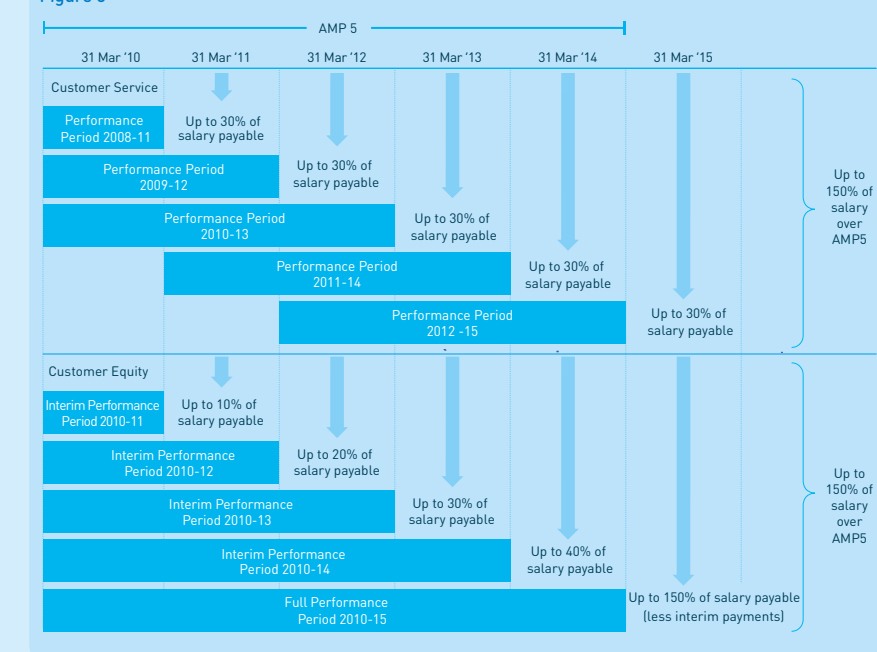 AMP 5
31 Mar ’10 31 Mar ’11 31 Mar ’12 31 Mar ’13 31 Mar ’14 31 Mar ’15
Customer Service
Performance
Period 2008-11
Up to 30% of
salary payable
Performance Period
2009-12
Up to 30% of
salary payable
Performance Period
2010-13
Up to 30% of
salary payable
Performance Period
2011-14
Up to 30% of
salary payable
Performance Period
2012 -15
Up to 30% of
salary payable
Up to
150% of
salary
over
AMP5
Customer Equity
Interim Performance
Period 2010-11
Up to 10% of
salary payable
Interim Performance
Period 2010-12
Up to 20% of
salary payable
Interim Performance
Period 2010-13
Up to 30% of
salary payable
Interim Performance
Period 2010-14
Up to 40% of
salary payable
Full Performance
Period 2010-15
Up to 150% of salary payable
(less interim payments)
Up to
150% of
salary
over
AMP5